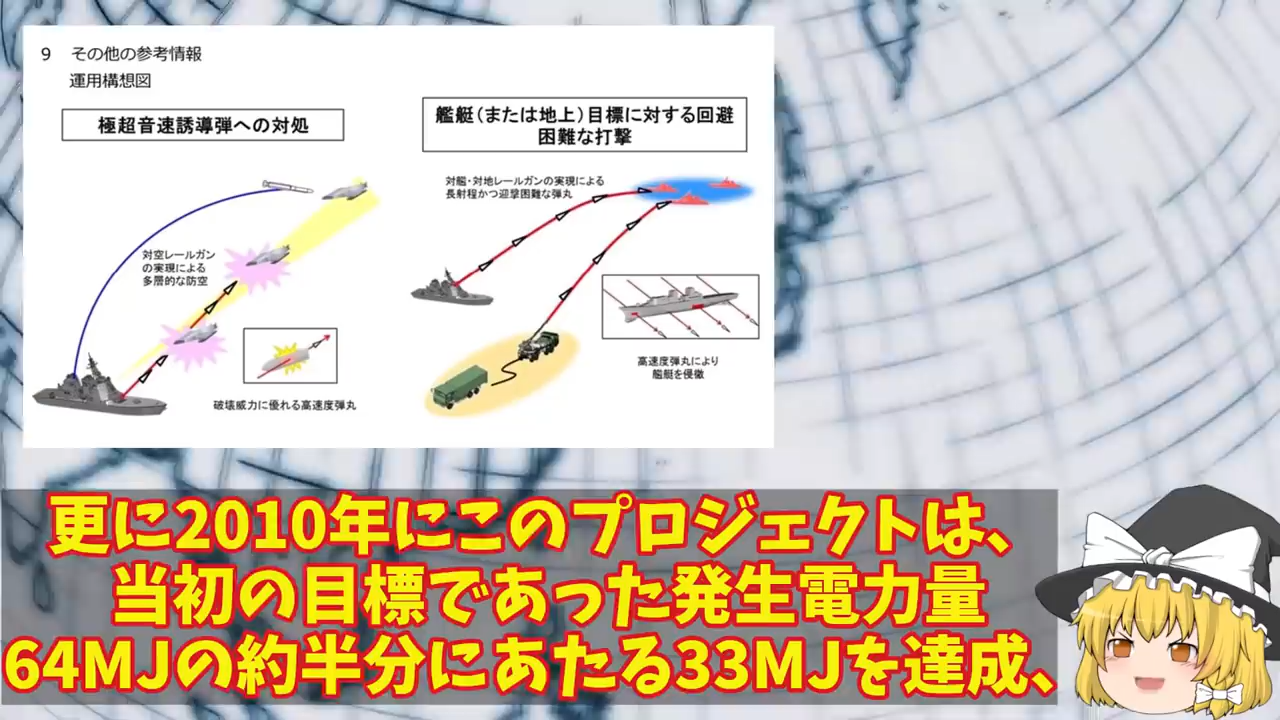 9 その他の参考情報
運用構想図
極超音速誘導弾への対処
対空レールガン
の実現による
多層的な防空
破壊威力に優れる高速度弾丸
艦艇(または地上)目標に対する回避
困難な打撃
対艦・対地レールガンの実現による
長射程かつ迎撃困難な弾丸
高速度弾丸により
艦艇を侵徹
更に2010年にこのプロジェクトは、
当初の目標であった発生電力量
64MJの約半分にあたる33MJを達成、